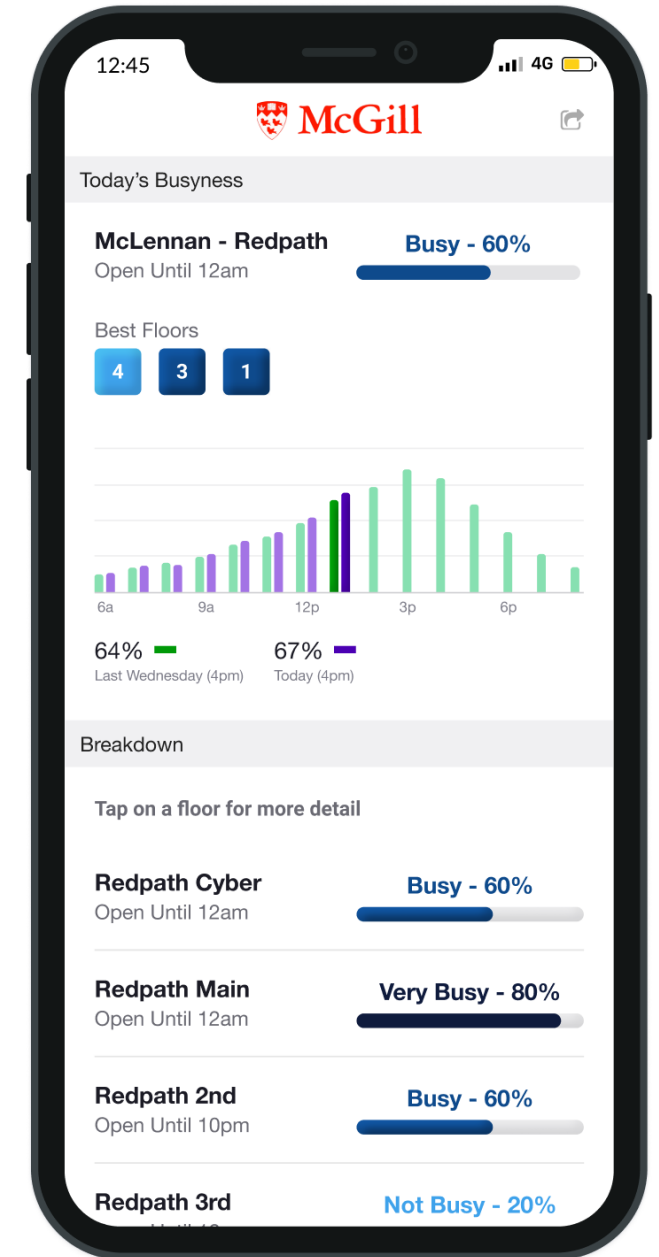 12:45
4G
McGill
Today's Busyness
McLennan - Redpath
Busy - 60%
Open Until 12am
Best Floors
4 3 1
6a 9a 12p 3p 6p
64% 67%
Last Wednesday (4pm) Today (4pm)
Breakdown
Tap on a floor for more detail
Redpath Cyber
Busy - 60%
Open Until 12am
Redpath Main
Very Busy - 80%
Open Until 12am
Redpath 2nd
Busy - 60%
Open Until 10pm
Redpath 3rd
Not Busy - 20%